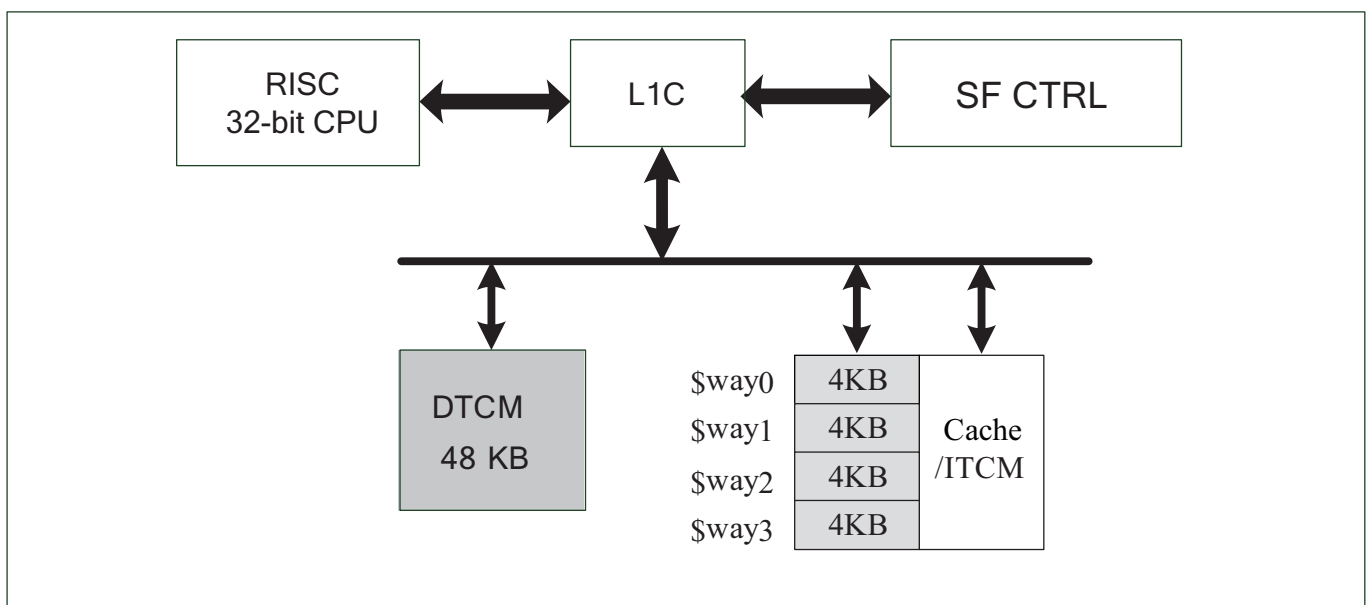 RISC
32-bit CPU
L1C
SF CTRL
DTCM
48 KB
$way0
4KB
$way1
4KB
$way2
4KB
$way3
4KB
Cache
/ITCM